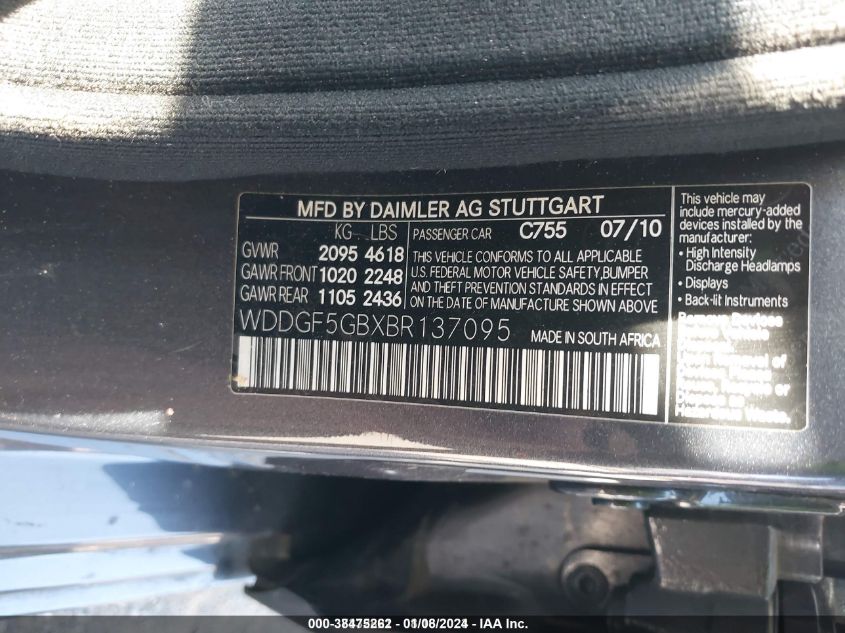 MFD BY DAIMLER AG STUTTGART
KG LBS
GVWR 2095 4618
GAWR FRONT 1020 2248
GAWR REAR 1105 2436
PASSENGER CAR C755 07/10
THIS VEHICLE CONFORMS TO ALL APPLICABLE
U.S. FEDERAL MOTOR VEHICLE SAFETY,BUMPER
AND THEFT PREVENTION STANDARDS IN EFFECT
ON THE DATE OF MANUFACTURE SHOWN ABOVE
WDDGF5GBXBR137095 MADE IN SOUTH AFRICA
This vehicle may
include mercury-added
devices installed by the
manufacturer:
• High Intensity
Discharge Headlamps
• Displays
• Back-lit Instruments
Remove Devices
of
or
01/08/2024 - IAA Inc.